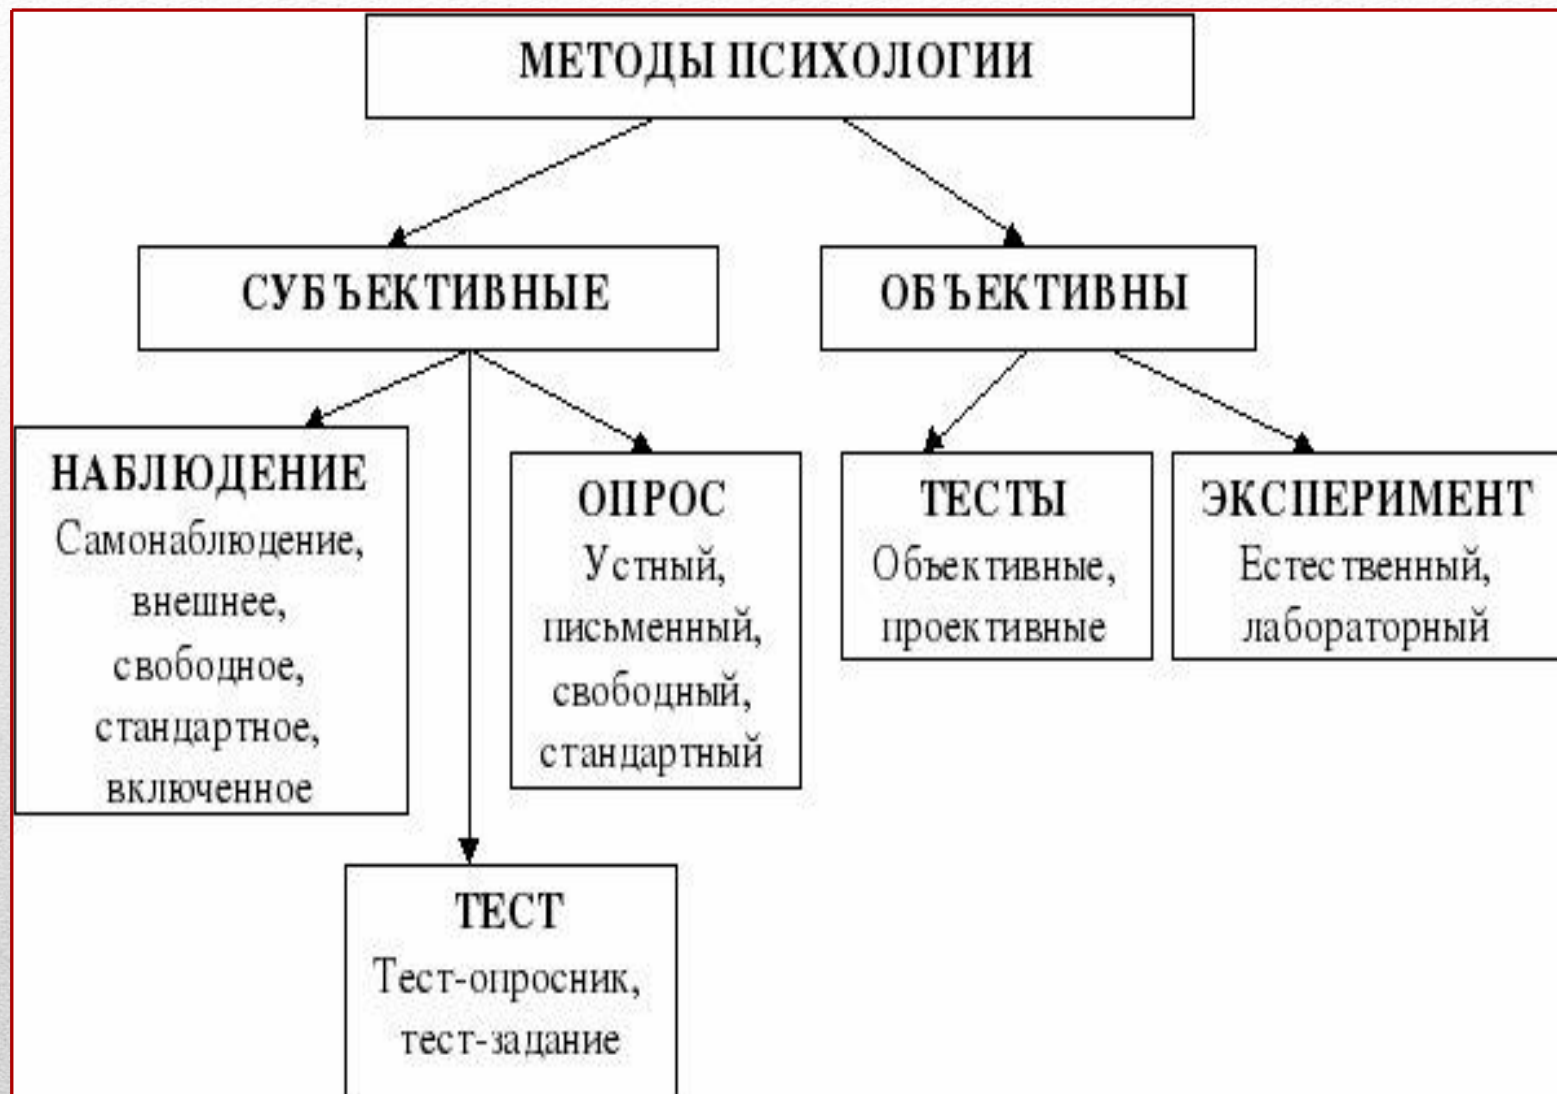 МЕТОДЫ ПСИХОЛОГИИ
СУБЪЕКТИВНЫЕ
ОБЪЕКТИВНЫ
НАБЛЮДЕНИЕ
Самонаблюдение,
внешнее,
свободное,
стандартное,
включенное
ОПРОС
Устный,
письменный,
свободный,
стандартный
ТЕСТЫ
Объективные,
проективные
ЭКСПЕРИМЕНТ
Естественный,
лабораторный
ТЕСТ
Тест-опросник,
тест-задание